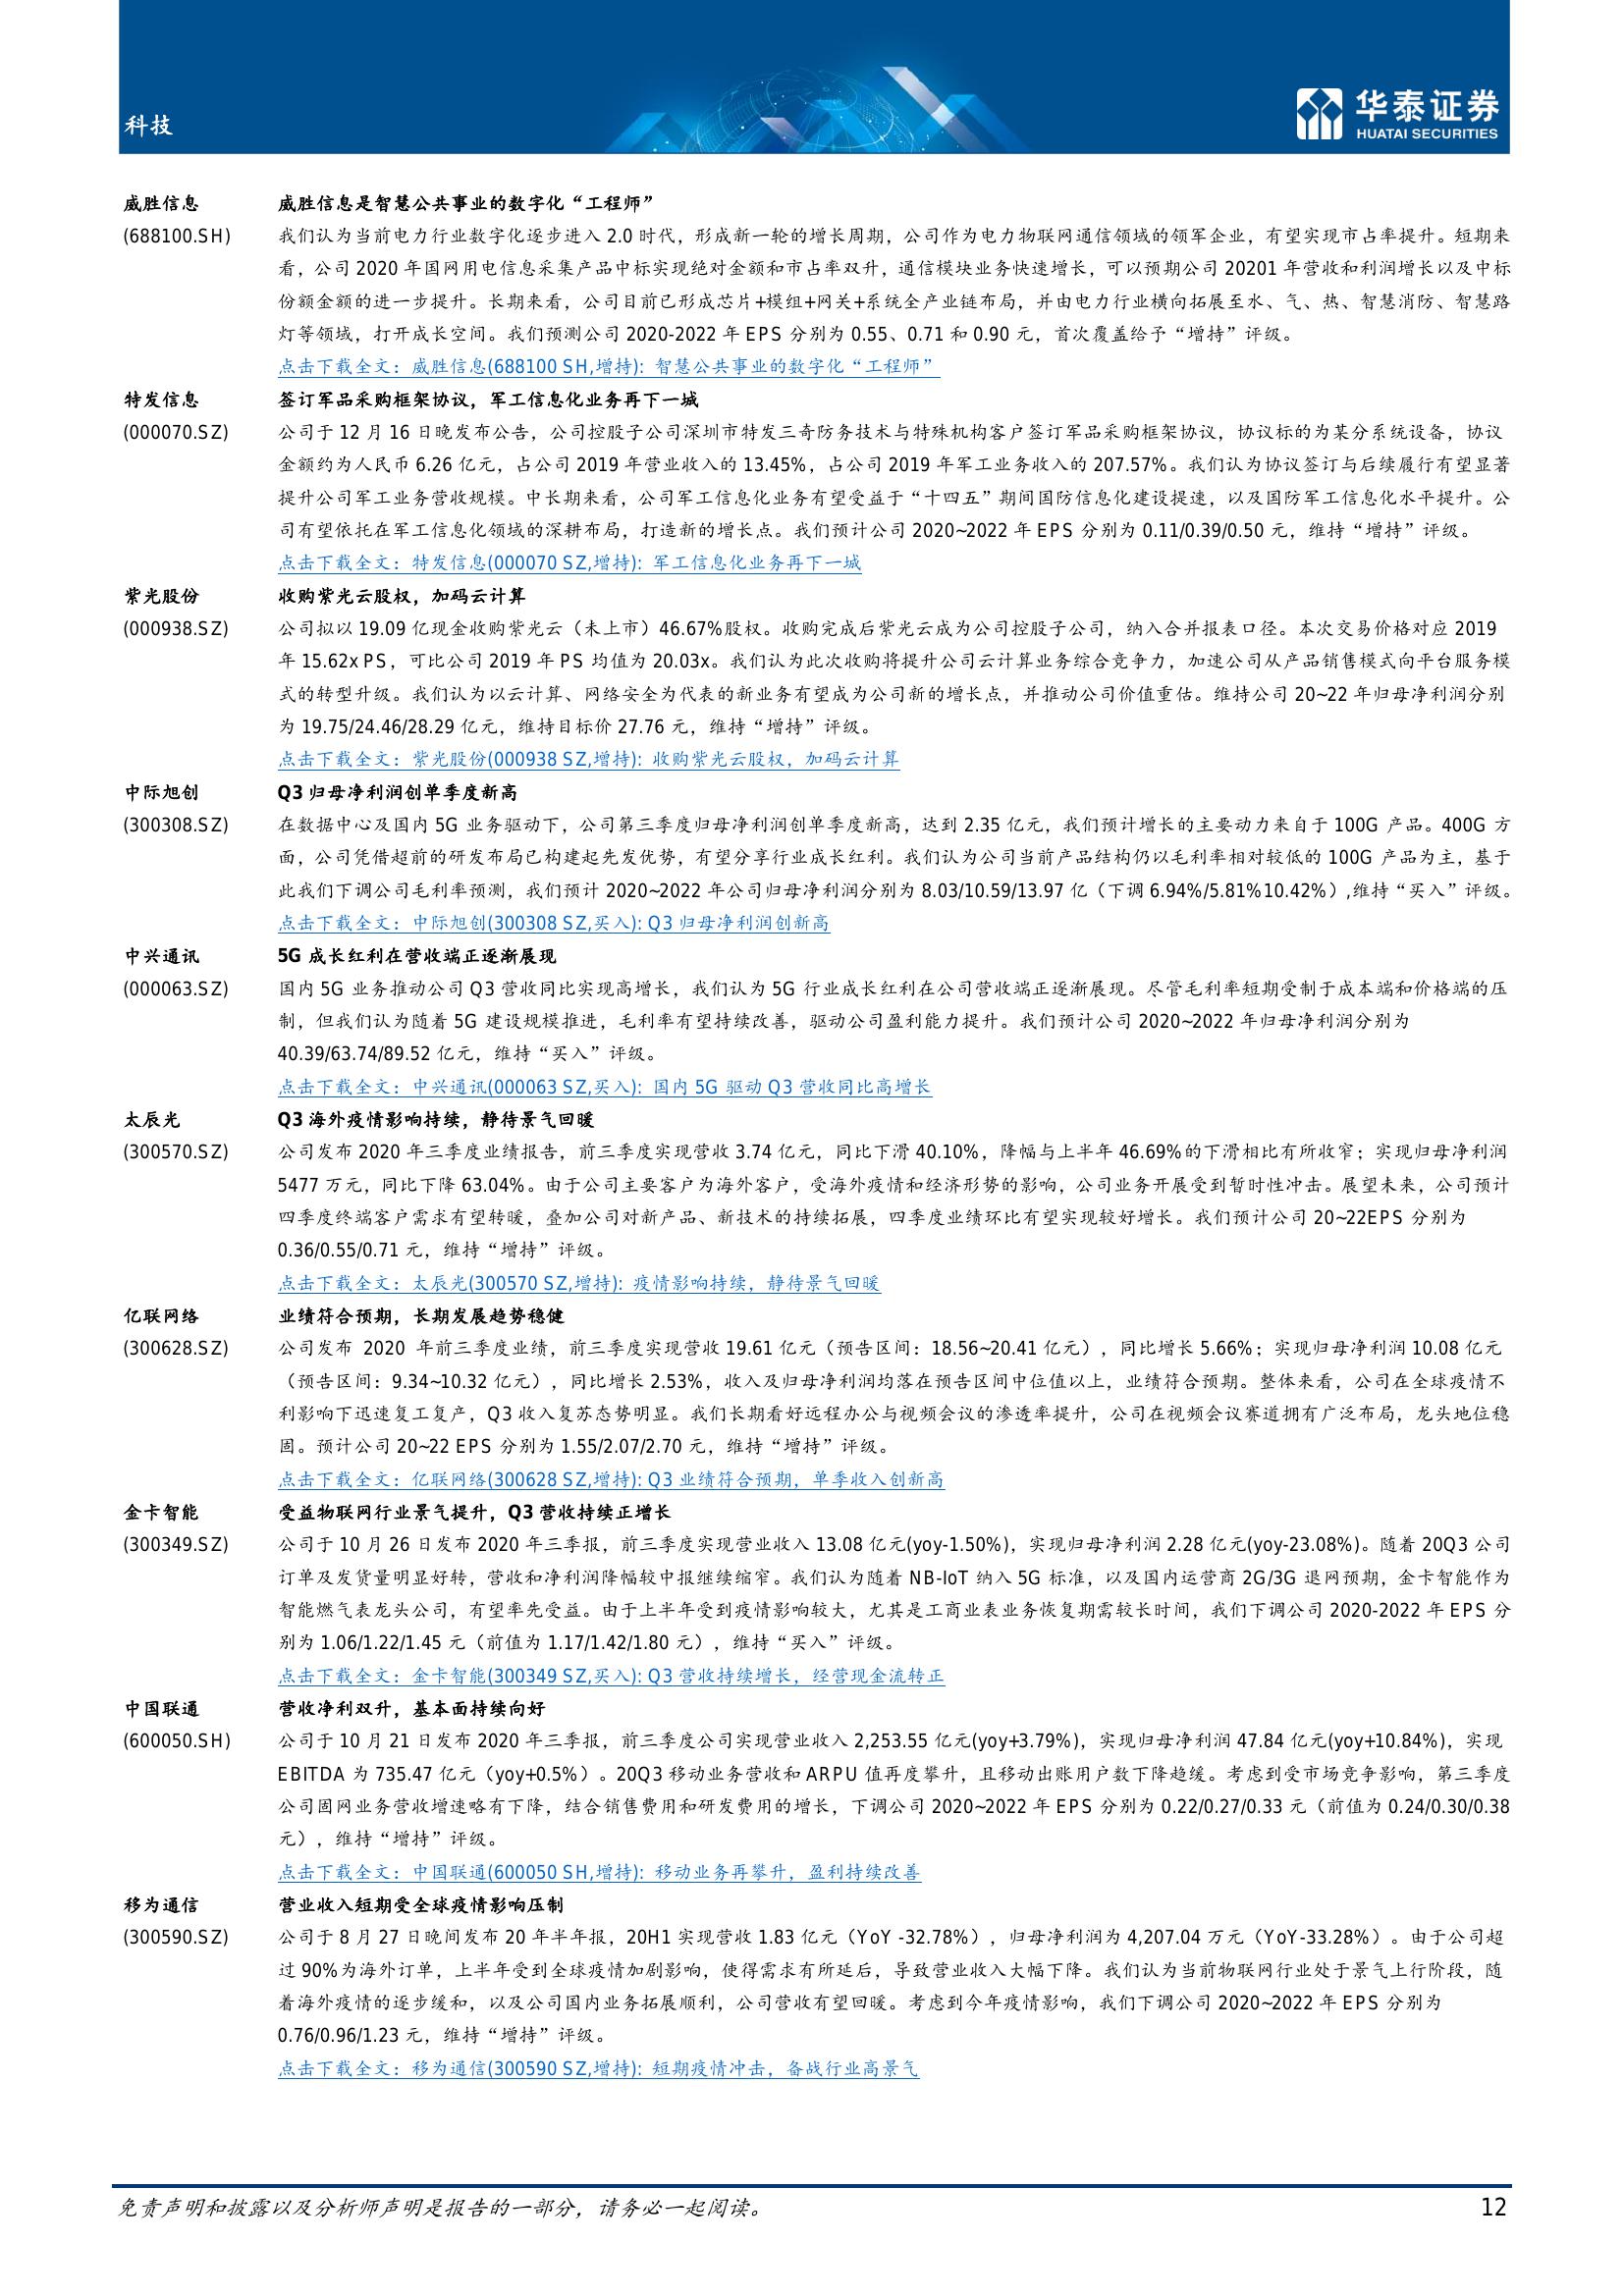 科技
华泰证券
HUATAI SECURITIES
威胜信息
威胜信息是智慧公共事业的数字化“工程师”
(688100.SH)
我们认为当前电力行业数字化逐步进入 2.0 时代，形成新一轮的增长周期，公司作为电力物联网通信领域的领军企业，有望实现市占率提升。短期来
看，公司 2020 年国网用电信息采集产品中标实现绝对金额和市占率双升，通信模块业务快速增长，可以预期公司 20201 年营收和利润增长以及中标
份额金额的进一步提升。长期来看，公司目前已形成芯片+模组+网关+系统全产业链布局，并由电力行业横向拓展至水、气、热、智慧消防、智慧路
灯等领域，打开成长空间。我们预测公司 2020-2022 年 EPS 分别为 0.55、0.71 和 0.90 元，首次覆盖给予“增持”评级。
点击下载全文：威胜信息(688100 SH,增持): 智慧公共事业的数字化“工程师”
特发信息
签订军品采购框架协议，军工信息化业务再下一城
(000070.SZ)
公司于 12 月 16 日晚发布公告，公司控股子公司深圳市特发三奇防务技术与特殊机构客户签订军品采购框架协议，协议标的为某分系统设备，协议
金额约为人民币 6.26 亿元，占公司 2019 年营业收入的 13.45%，占公司 2019 年军工业务收入的 207.57%。我们认为协议签订与后续履行有望显著
提升公司军工业务营收规模。中长期来看，公司军工信息化业务有望受益于“十四五”期间国防信息化建设提速，以及国防军工信息化水平提升。公
司有望依托在军工信息化领域的深耕布局，打造新的增长点。我们预计公司 2020~2022 年 EPS 分别为 0.11/0.39/0.50 元，维持“增持”评级。
点击下载全文：特发信息(000070 SZ,增持): 军工信息化业务再下一城
紫光股份
收购紫光云股权，加码云计算
(000938.SZ)
公司拟以 19.09 亿现金收购紫光云（未上市）46.67%股权。收购完成后紫光云成为公司控股子公司，纳入合并报表口径。本次交易价格对应 2019
年 15.62x PS，可比公司 2019 年 PS 均值为 20.03x。我们认为此次收购将提升公司云计算业务综合竞争力，加速公司从产品销售模式向平台服务模
式的转型升级。我们认为以云计算、网络安全为代表的新业务有望成为公司新的增长点，并推动公司价值重估。维持公司 20~22 年归母净利润分别
为 19.75/24.46/28.29 亿元，维持目标价 27.76 元，维持“增持”评级。
点击下载全文：紫光股份(000938 SZ,增持): 收购紫光云股权，加码云计算
中际旭创
Q3 归母净利润创单季度新高
(300308.SZ)
在数据中心及国内 5G 业务驱动下，公司第三季度归母净利润创单季度新高，达到 2.35 亿元，我们预计增长的主要动力来自于 100G 产品。400G 方
面，公司凭借超前的研发布局已构建起先发优势，有望分享行业成长红利。我们认为公司当前产品结构仍以毛利率相对较低的 100G 产品为主，基于
此我们下调公司毛利率预测，我们预计 2020~2022 年公司归母净利润分别为 8.03/10.59/13.97 亿（下调 6.94%/5.81%10.42%）,维持“买入”评级。
点击下载全文：中际旭创(300308 SZ,买入): Q3 归母净利润创新高
中兴通讯
5G 成长红利在营收端正逐渐展现
(000063.SZ)
国内 5G 业务推动公司 Q3 营收同比实现高增长，我们认为 5G 行业成长红利在公司营收端正逐渐展现。尽管毛利率短期受制于成本端和价格端的压
制，但我们认为随着 5G 建设规模推进，毛利率有望持续改善，驱动公司盈利能力提升。我们预计公司 2020~2022 年归母净利润分别为
40.39/63.74/89.52 亿元，维持“买入”评级。
点击下载全文：中兴通讯(000063 SZ,买入): 国内 5G 驱动 Q3 营收同比高增长
太辰光
Q3 海外疫情影响持续，静待景气回暖
(300570.SZ)
公司发布 2020 年三季度业绩报告，前三季度实现营收 3.74 亿元，同比下滑 40.10%，降幅与上半年 46.69%的下滑相比有所收窄；实现归母净利润
5477 万元，同比下降 63.04%。由于公司主要客户为海外客户，受海外疫情和经济形势的影响，公司业务开展受到暂时性冲击。展望未来，公司预计
四季度终端客户需求有望转暖，叠加公司对新产品、新技术的持续拓展，四季度业绩环比有望实现较好增长。我们预计公司 20~22EPS 分别为
0.36/0.55/0.71 元，维持“增持”评级。
点击下载全文：太辰光(300570 SZ,增持): 疫情影响持续，静待景气回暖
亿联网络
业绩符合预期，长期发展趋势稳健
(300628.SZ)
公司发布 2020 年前三季度业绩，前三季度实现营收 19.61 亿元（预告区间：18.56~20.41 亿元），同比增长 5.66%；实现归母净利润 10.08 亿元
（预告区间：9.34~10.32 亿元），同比增长 2.53%，收入及归母净利润均落在预告区间中位值以上，业绩符合预期。整体来看，公司在全球疫情不
利影响下迅速复工复产，Q3 收入复苏态势明显。我们长期看好远程办公与视频会议的渗透率提升，公司在视频会议赛道拥有广泛布局，龙头地位稳
固。预计公司 20~22 EPS 分别为 1.55/2.07/2.70 元，维持“增持”评级。
点击下载全文：亿联网络(300628 SZ,增持): Q3 业绩符合预期，单季收入创新高
金卡智能
受益物联网行业景气提升，Q3 营收持续正增长
(300349.SZ)
公司于 10 月 26 日发布 2020 年三季报，前三季度实现营业收入 13.08 亿元(yoy-1.50%)，实现归母净利润 2.28 亿元(yoy-23.08%)。随着 20Q3 公司
订单及发货量明显好转，营收和净利润降幅较中报继续缩窄。我们认为随着 NB-IoT 纳入 5G 标准，以及国内运营商 2G/3G 退网预期，金卡智能作为
智能燃气表龙头公司，有望率先受益。由于上半年受到疫情影响较大，尤其是工商业表业务恢复期需较长时间，我们下调公司 2020-2022 年 EPS 分
别为 1.06/1.22/1.45 元（前值为 1.17/1.42/1.80 元），维持“买入”评级。
点击下载全文：金卡智能(300349 SZ,买入): Q3 营收持续增长，经营现金流转正
中国联通
营收净利双升，基本面持续向好
(600050.SH)
公司于 10 月 21 日发布 2020 年三季报，前三季度公司实现营业收入 2,253.55 亿元(yoy+3.79%)，实现归母净利润 47.84 亿元(yoy+10.84%)，实现
EBITDA 为 735.47 亿元（yoy+0.5%）。20Q3 移动业务营收和 ARPU 值再度攀升，且移动出账用户数下降趋缓。考虑到受市场竞争影响，第三季度
公司固网业务营收增速略有下降，结合销售费用和研发费用的增长，下调公司 2020~2022 年 EPS 分别为 0.22/0.27/0.33 元（前值为 0.24/0.30/0.38
元），维持“增持”评级。
点击下载全文：中国联通(600050 SH,增持): 移动业务再攀升，盈利持续改善
移为通信
营业收入短期受全球疫情影响压制
(300590.SZ)
公司于 8 月 27 日晚间发布 20 年半年报，20H1 实现营收 1.83 亿元（YoY -32.78%），归母净利润为 4,207.04 万元（YoY-33.28%）。由于公司超
过 90%为海外订单，上半年受到全球疫情加剧影响，使得需求有所延后，导致营业收入大幅下降。我们认为当前物联网行业处于景气上行阶段，随
着海外疫情的逐步缓和，以及公司国内业务拓展顺利，公司营收有望回暖。考虑到今年疫情影响，我们下调公司 2020~2022 年 EPS 分别为
0.76/0.96/1.23 元，维持“增持”评级。
点击下载全文：移为通信(300590 SZ,增持): 短期疫情冲击，备战行业高景气
免责声明和披露以及分析师声明是报告的一部分，请务必一起阅读。
12